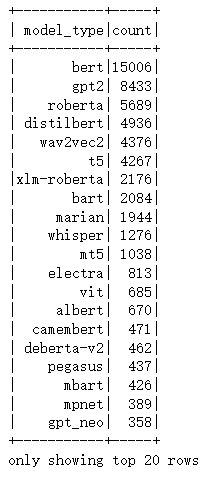 +-----------+-----+
| model_type|count|
+-----------+-----+
|       bert|15006|
|       gpt2| 8433|
|    roberta| 5689|
| distilbert| 4936|
|   wav2vec2| 4376|
|         t5| 4267|
|xlm-roberta| 2176|
|       bart| 2084|
|     marian| 1944|
|    whisper| 1276|
|        mt5| 1038|
|    electra|  813|
|        vit|  685|
|     albert|  670|
|  camembert|  471|
| deberta-v2|  462|
|    pegasus|  437|
|      mbart|  426|
|      mpnet|  389|
|    gpt_neo|  358|
+-----------+-----+
only showing top 20 rows